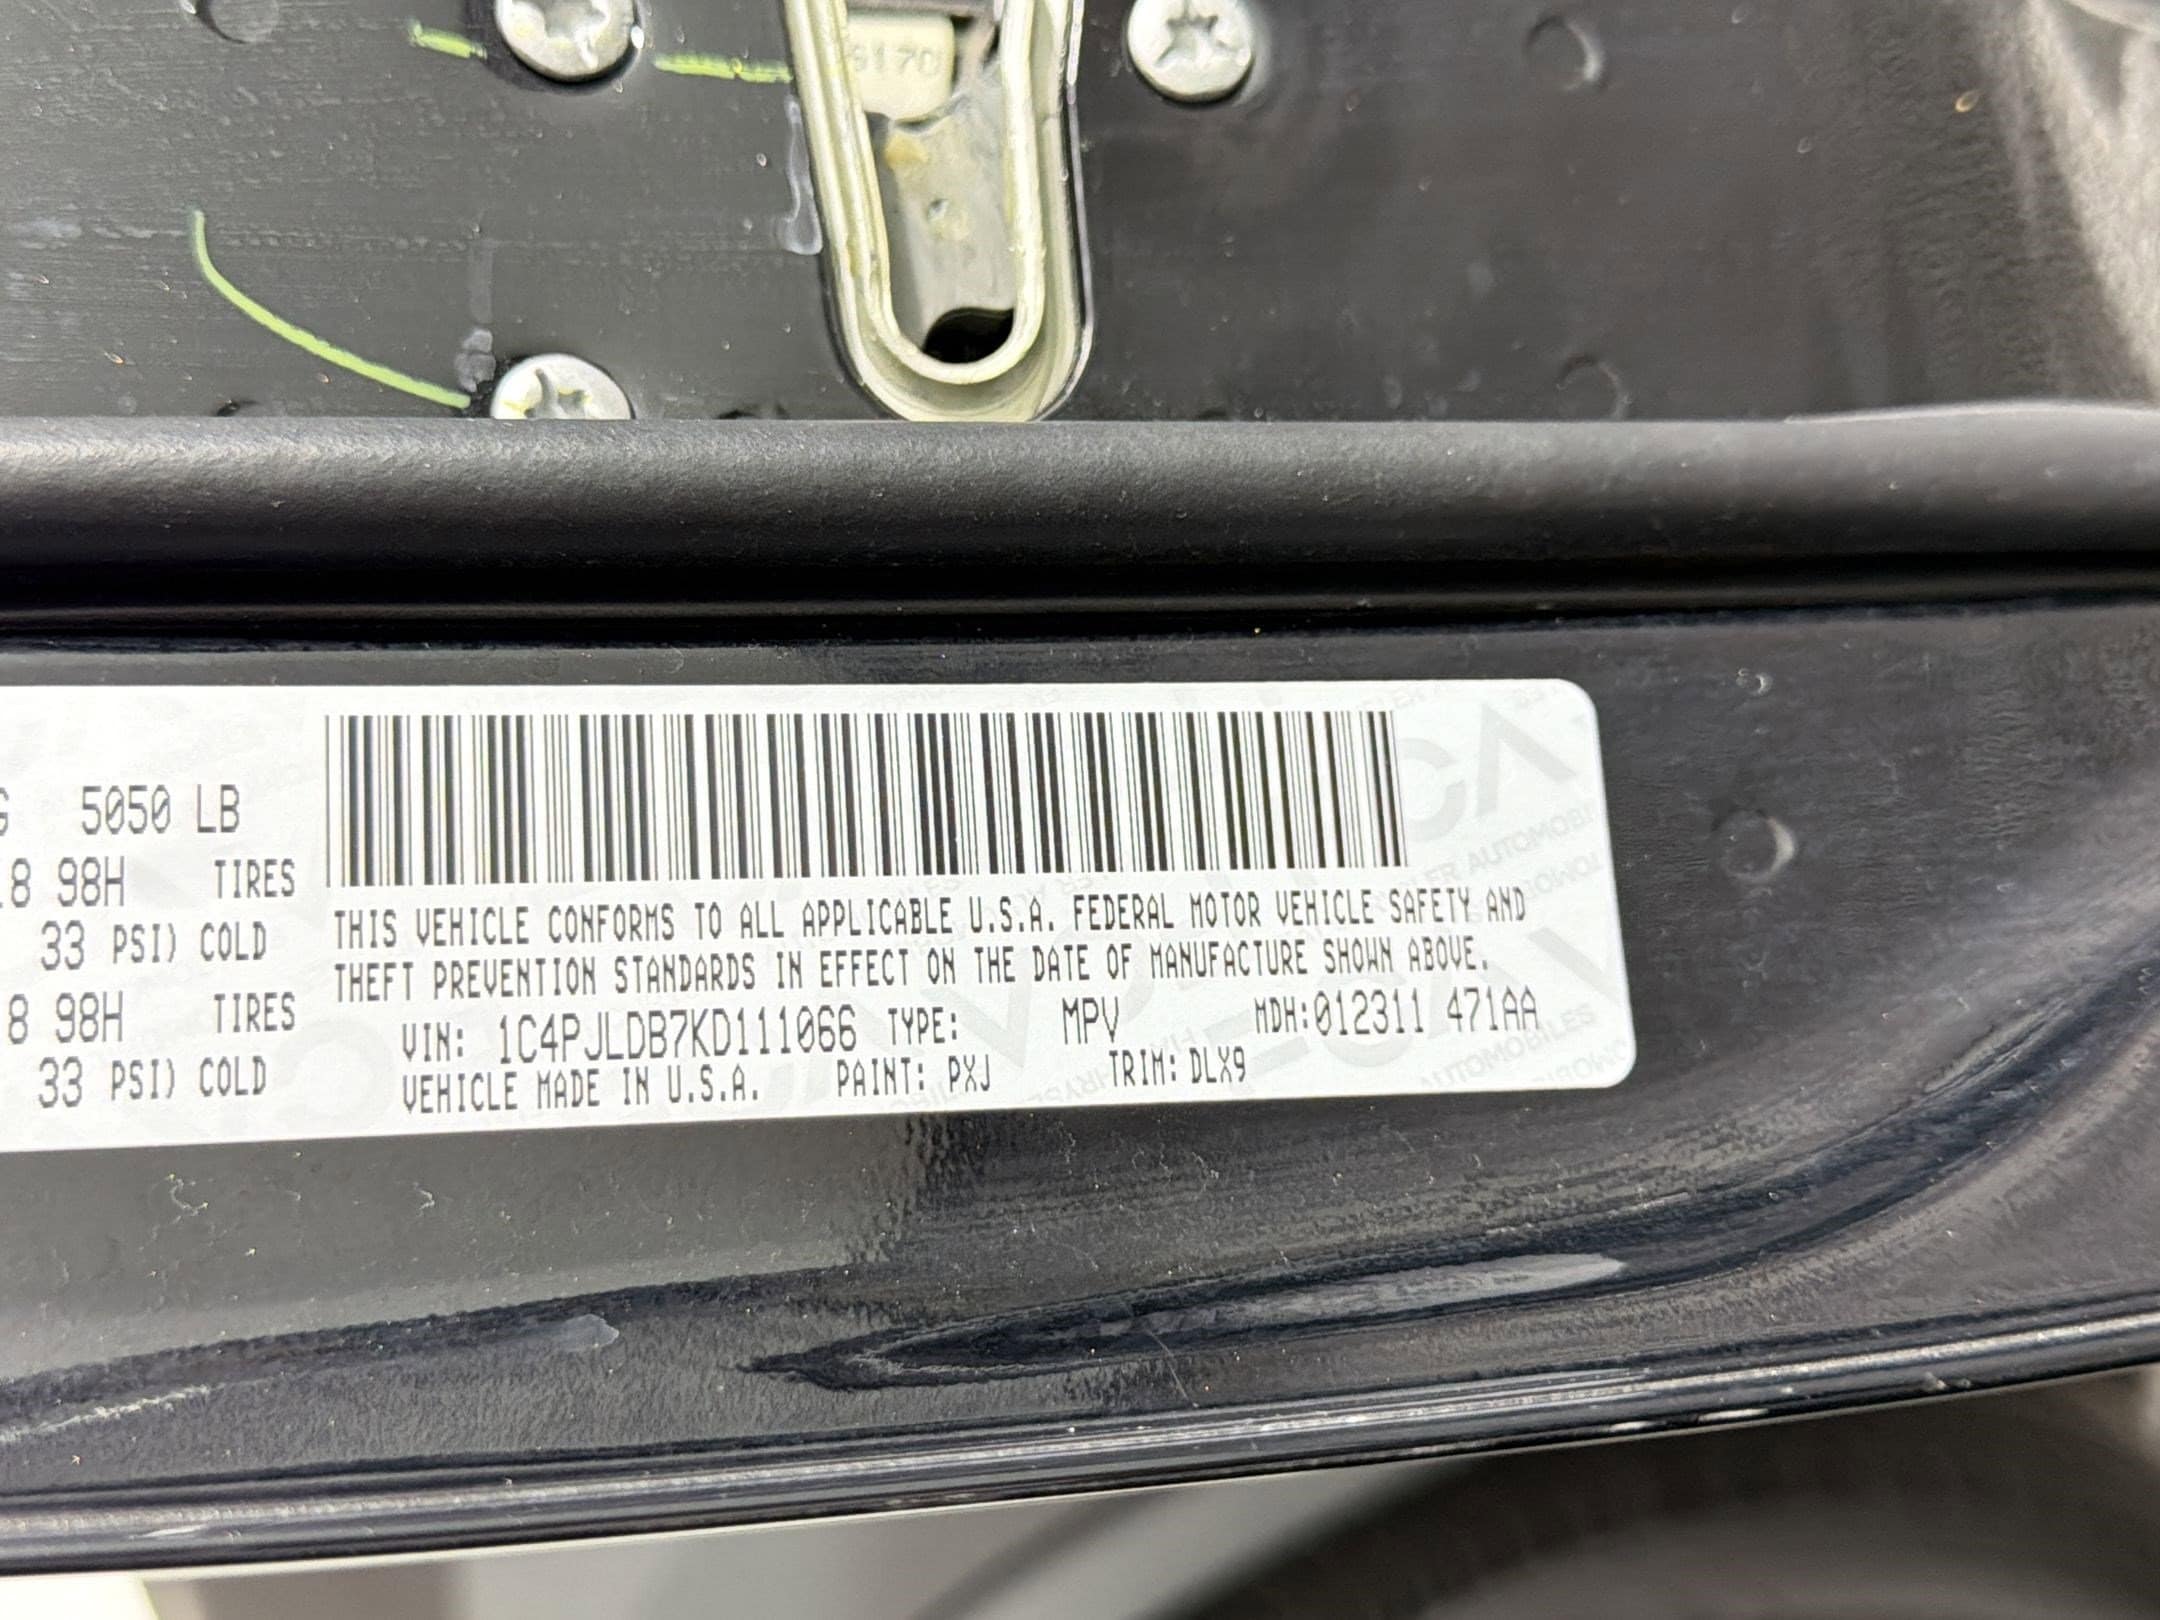 9170
5050 LB
8 98H TIRES
33 PSI) COLD
8 98H TIRES
33 PSI) COLD
THIS VEHICLE CONFORMS TO ALL APPLICABLE U.S.A. FEDERAL MOTOR VEHICLE SAFETY AND
THEFT PREVENTION STANDARDS IN EFFECT ON THE DATE OF MANUFACTURE SHOWN ABOVE.
VIN: 1C4PJLDB7KD111066 TYPE: MPV MDH:012311 471AA
VEHICLE MADE IN U.S.A. PAINT: PXJ TRIM: DLX9